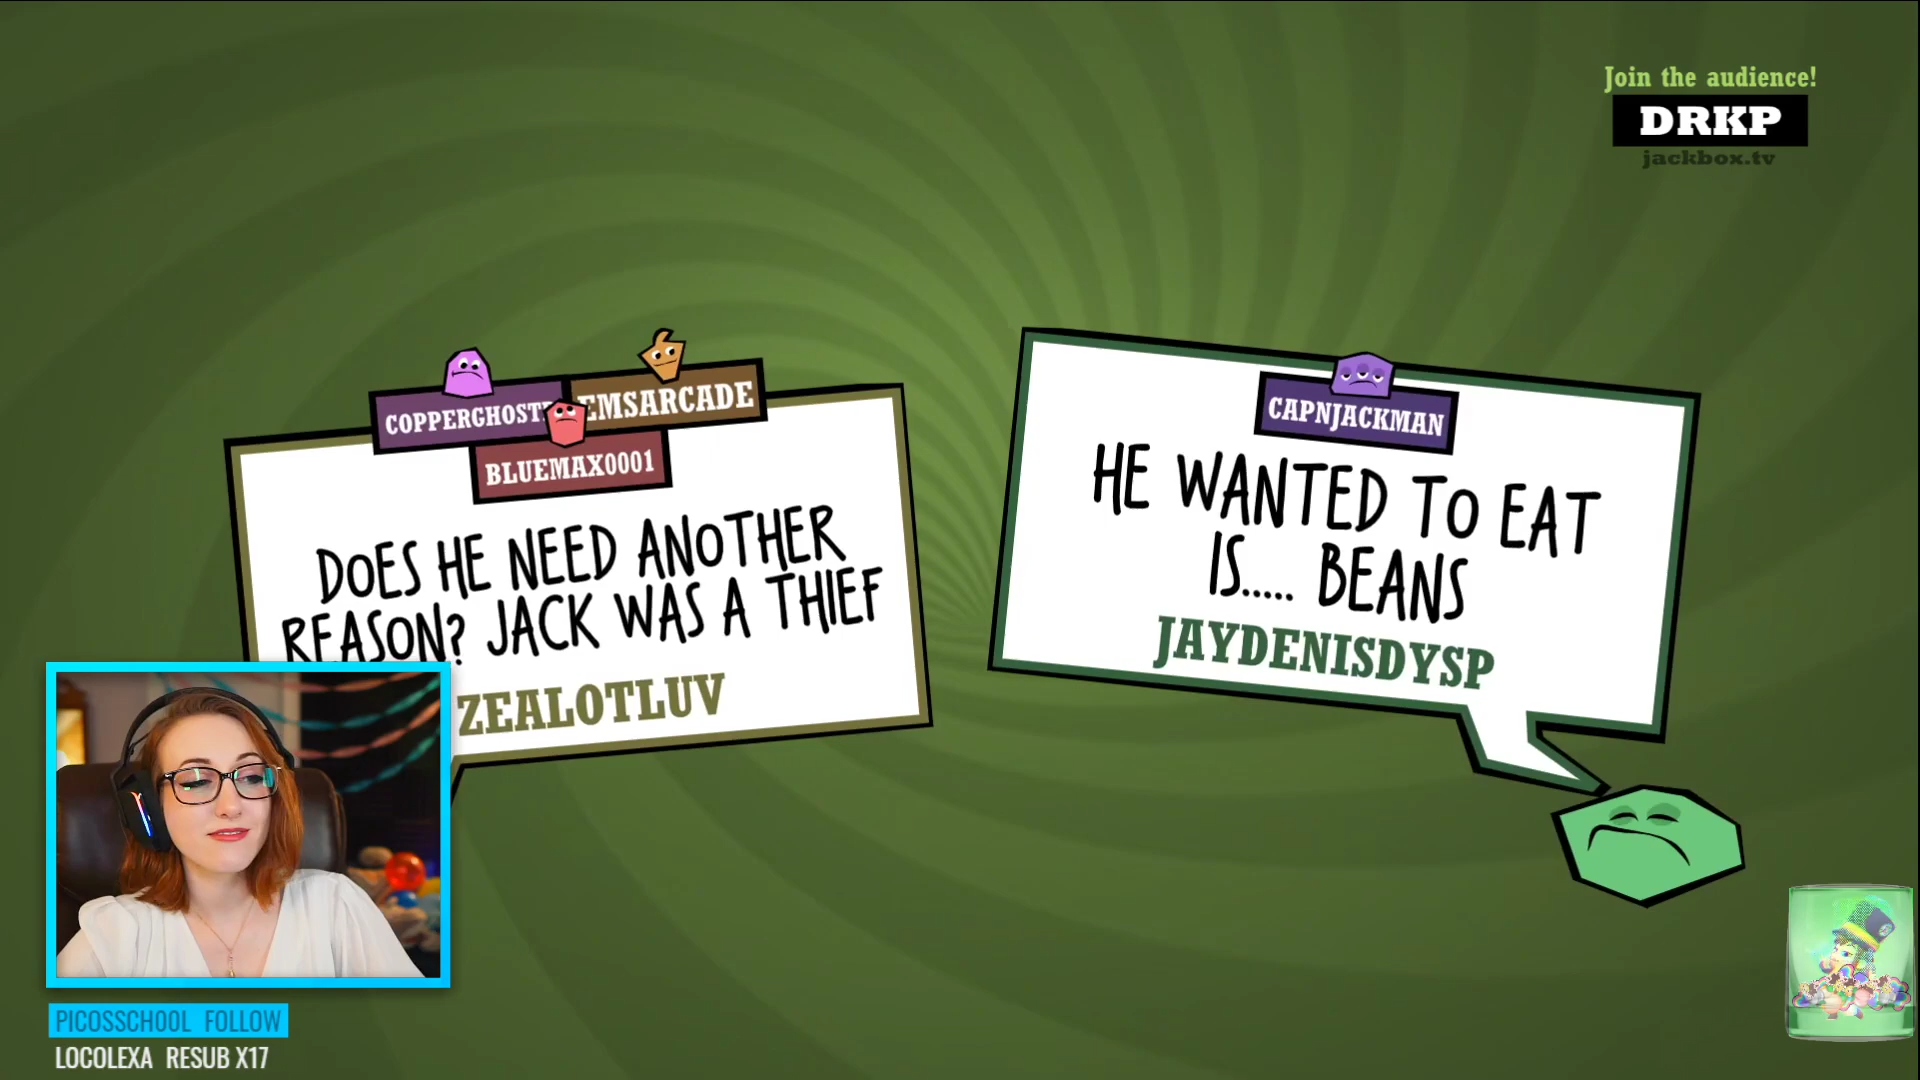 Join the audience!
DRKP
jackbox.tv
COPPERGHOST
EMSARCADE
BLUEMAX0001
DOES HE NEED ANOTHER
REASON? JACK WAS A THIEF
ZEALOTLUV
CAPNJACKMAN
HE WANTED TO EAT
IS..... BEANS
JAYDENISDYSP
PICOSSCHOOL FOLLOW
LOCOLEXA RESUB X17